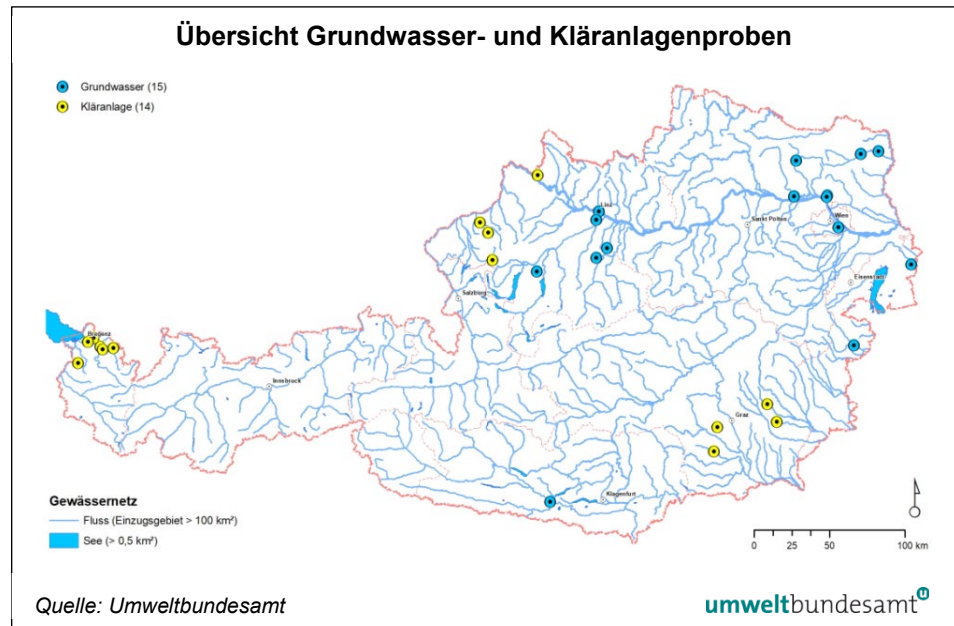 Übersicht Grundwasser- und Kläranlagenproben
Grundwasser (15)
Kläranlage (14)
Linz
Sankt Pölten
Wien
Eisenstadt
Salzburg
Bregenz
Innsbruck
Graz
Klagenfurt
Gewässernetz
Fluss (Einzugsgebiet > 100 km²)
See (> 0,5 km²)
0 25 50 100 km
Quelle: Umweltbundesamt
umweltbundesamt u